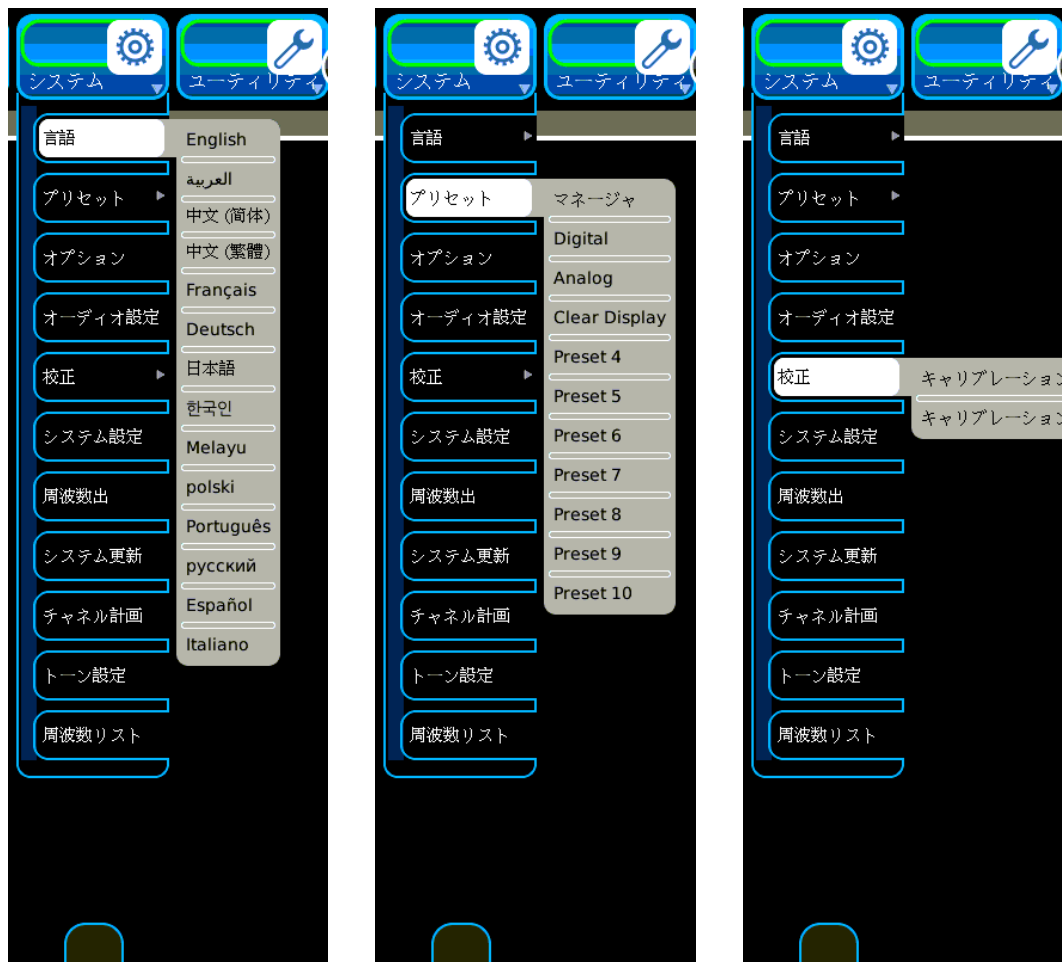 システム
ユーティリティ
言語
プリセット
オプション
オーディオ設定
校正
システム設定
周波数出
システム更新
チャネル計画
トーン設定
周波数リスト
English
العربية
中文 (简体)
中文 (繁體)
Français
Deutsch
日本語
한국인
Melayu
polski
Português
русский
Español
Italiano
システム
ユーティリティ
言語
プリセット
オプション
オーディオ設定
校正
システム設定
周波数出
システム更新
チャネル計画
トーン設定
周波数リスト
マネージャ
Digital
Analog
Clear Display
Preset 4
Preset 5
Preset 6
Preset 7
Preset 8
Preset 9
Preset 10
システム
ユーティリティ
言語
プリセット
オプション
オーディオ設定
校正
システム設定
周波数出
システム更新
チャネル計画
トーン設定
周波数リスト
キャリブレーション
キャリブレーション